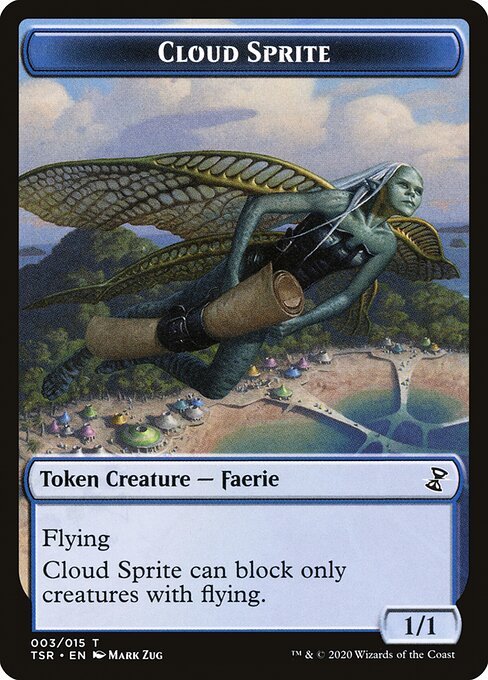 Cloud Sprite
Token Creature — Faerie
Flying
Cloud Sprite can block only
creatures with flying.
1/1
003/015 T
TSR • EN Mark Zug
™ & © 2020 Wizards of the Coast